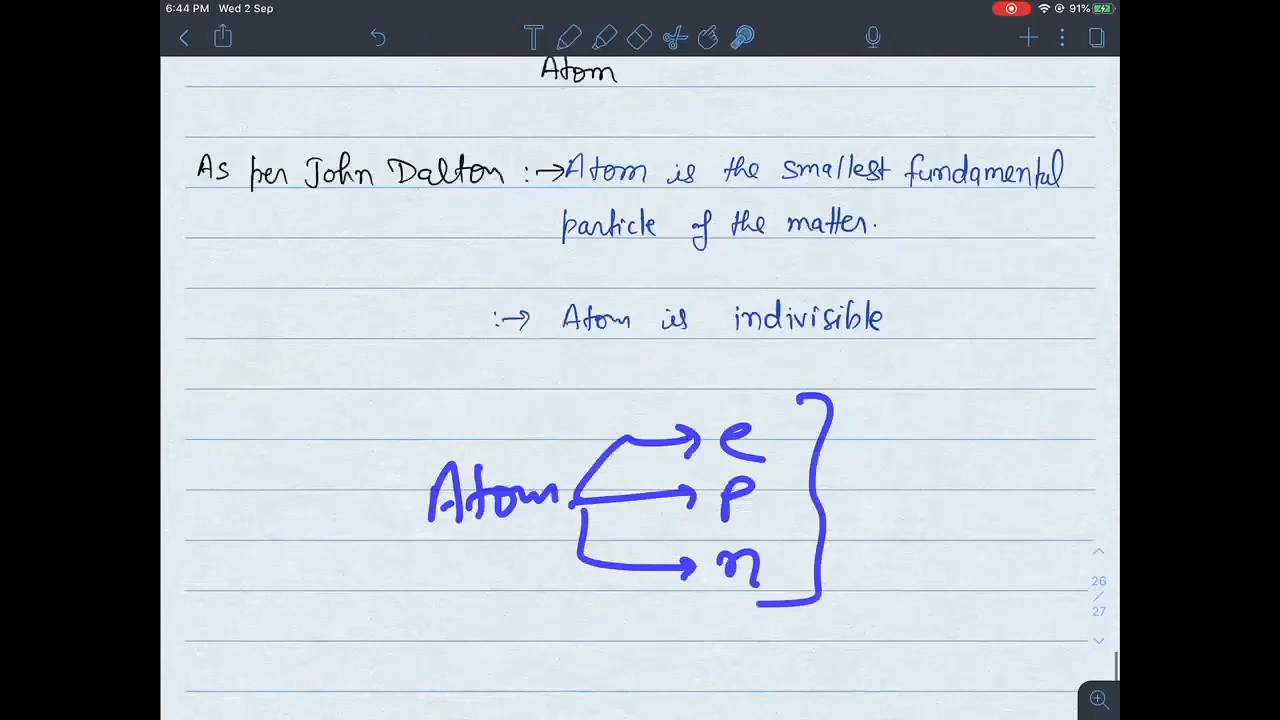 6:44 PM Wed 2 Sep
91%
T
Atom
As per John Dalton :→ Atom is the smallest fundamental
particle of the matter.
:→ Atom is indivisible
e
Atom → p
n
26
/
27